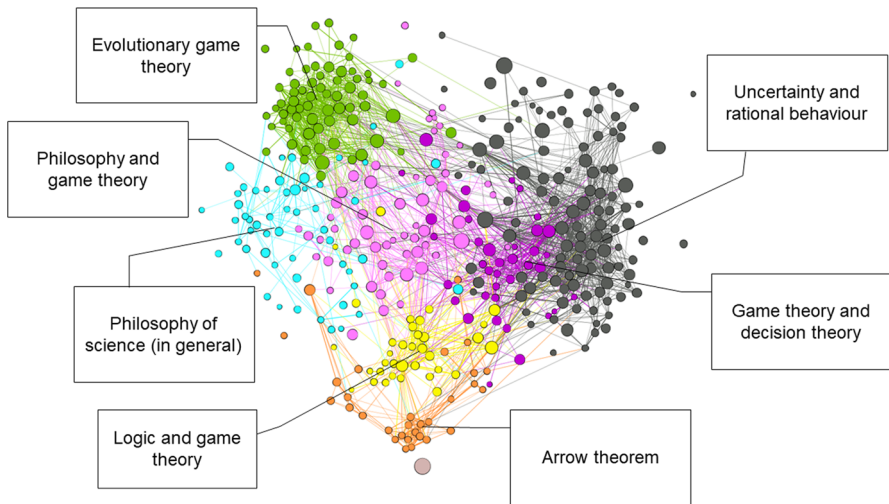 Evolutionary game
theory
Philosophy and
game theory
Philosophy of
science (in general)
Logic and game
theory
Arrow theorem
Game theory and
decision theory
Uncertainty and
rational behaviour